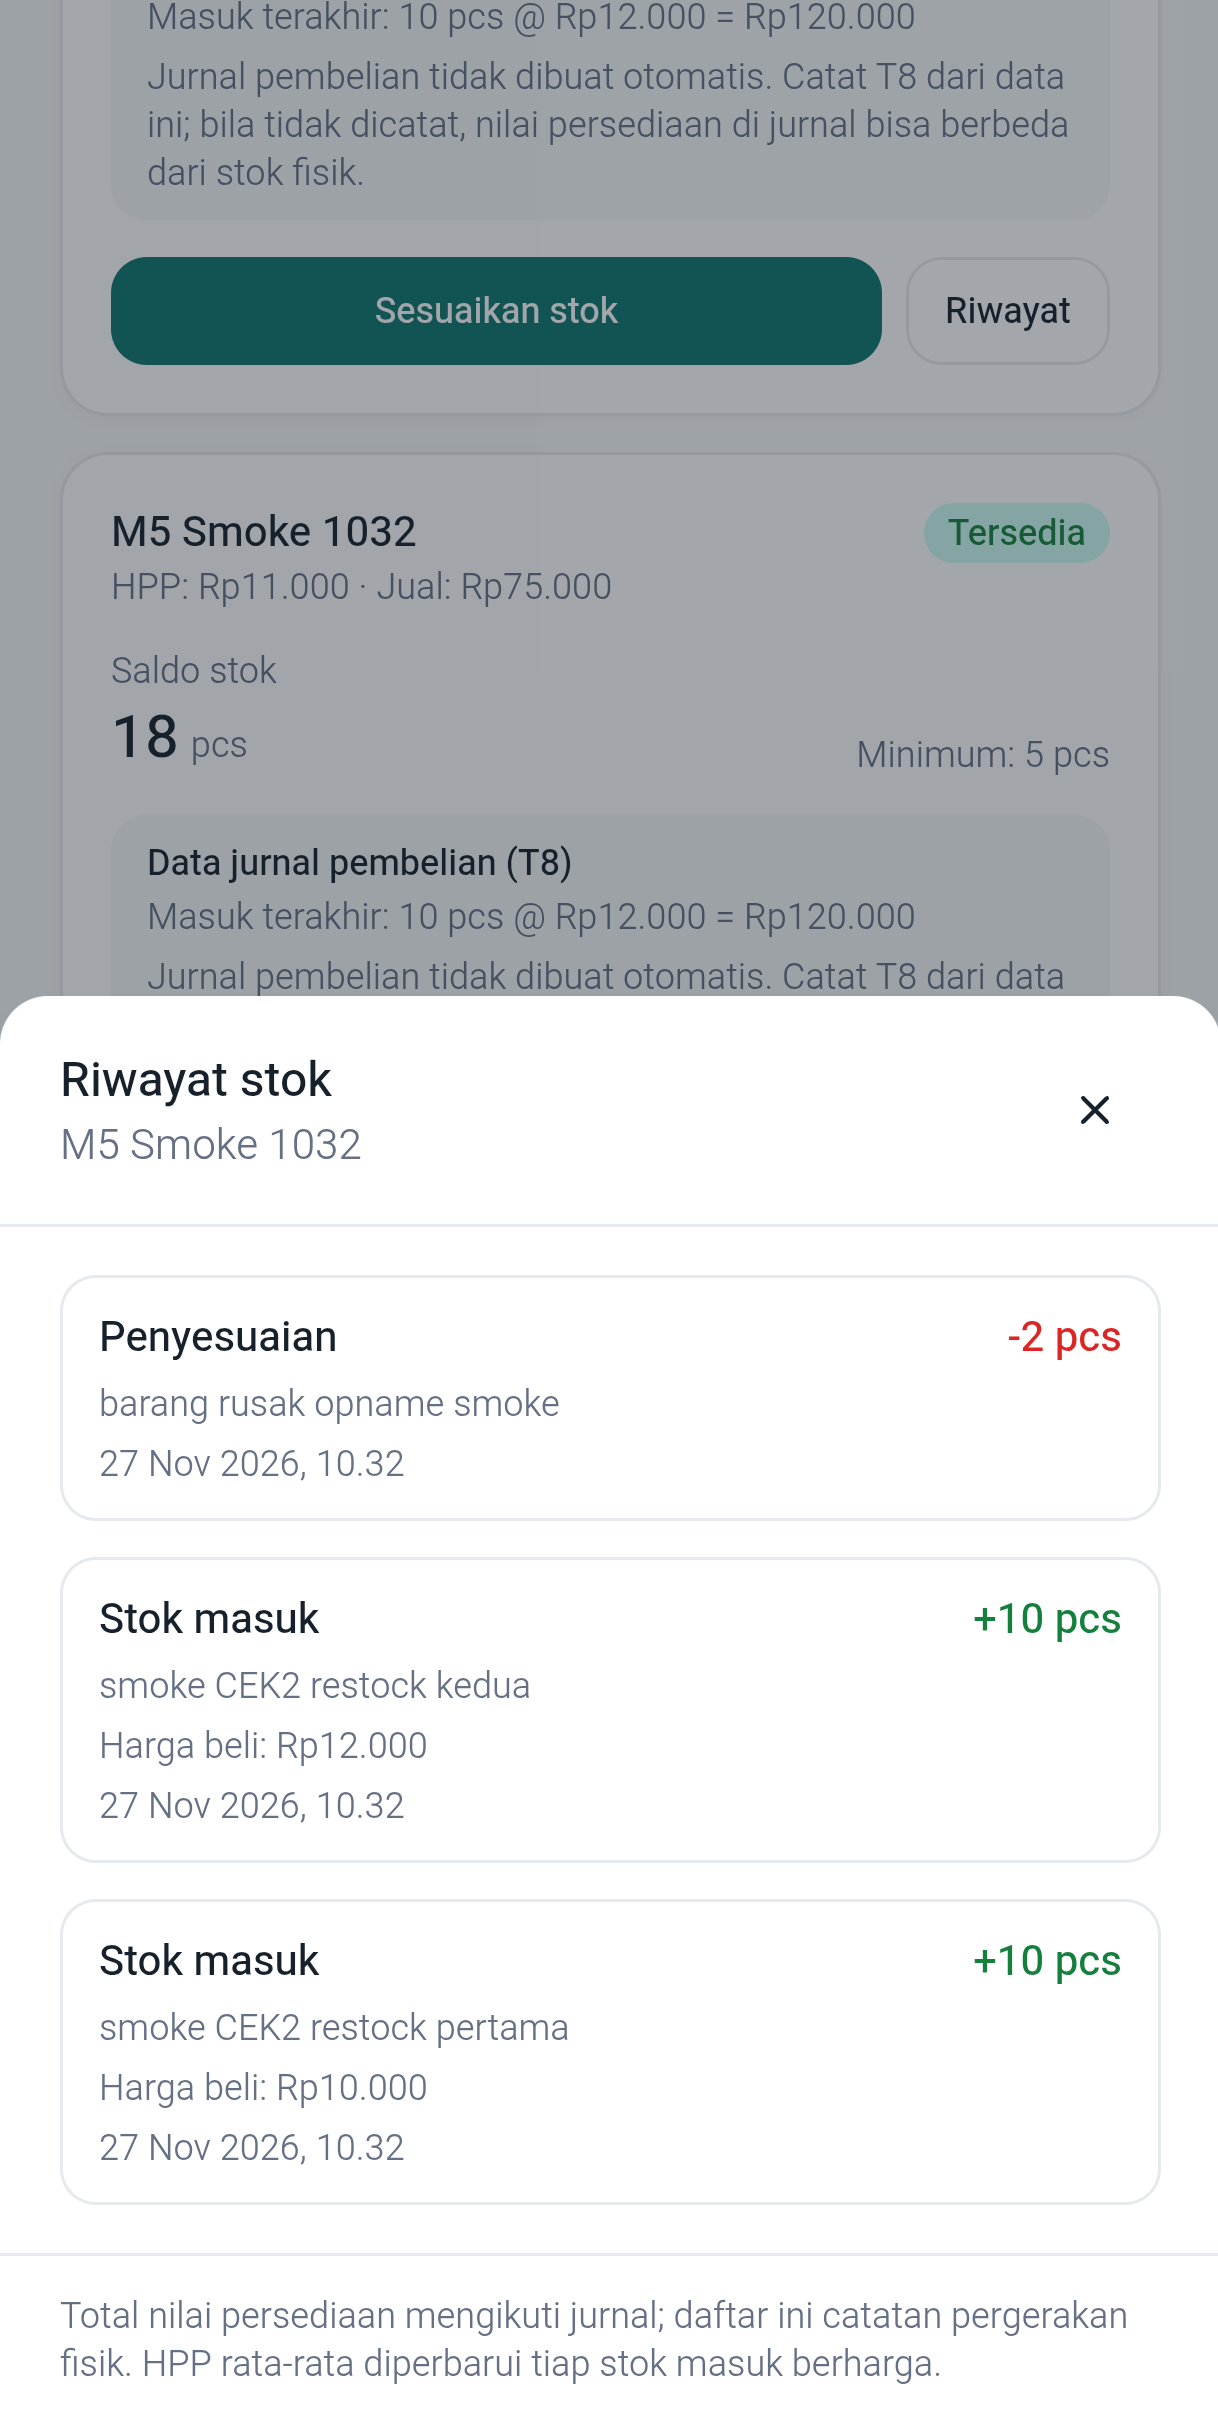 Masuk terakhir: 10 pcs @ Rp12.000 = Rp120.000
Jurnal pembelian tidak dibuat otomatis. Catat T8 dari data
ini; bila tidak dicatat, nilai persediaan di jurnal bisa berbeda
dari stok fisik.
Sesuaikan stok
Riwayat
M5 Smoke 1032
Tersedia
HPP: Rp11.000 · Jual: Rp75.000
Saldo stok
18 pcs
Minimum: 5 pcs
Data jurnal pembelian (T8)
Masuk terakhir: 10 pcs @ Rp12.000 = Rp120.000
Jurnal pembelian tidak dibuat otomatis. Catat T8 dari data
Riwayat stok
M5 Smoke 1032
Penyesuaian
-2 pcs
barang rusak opname smoke
27 Nov 2026, 10.32
Stok masuk
+10 pcs
smoke CEK2 restock kedua
Harga beli: Rp12.000
27 Nov 2026, 10.32
Stok masuk
+10 pcs
smoke CEK2 restock pertama
Harga beli: Rp10.000
27 Nov 2026, 10.32
Total nilai persediaan mengikuti jurnal; daftar ini catatan pergerakan
fisik. HPP rata-rata diperbarui tiap stok masuk berharga.